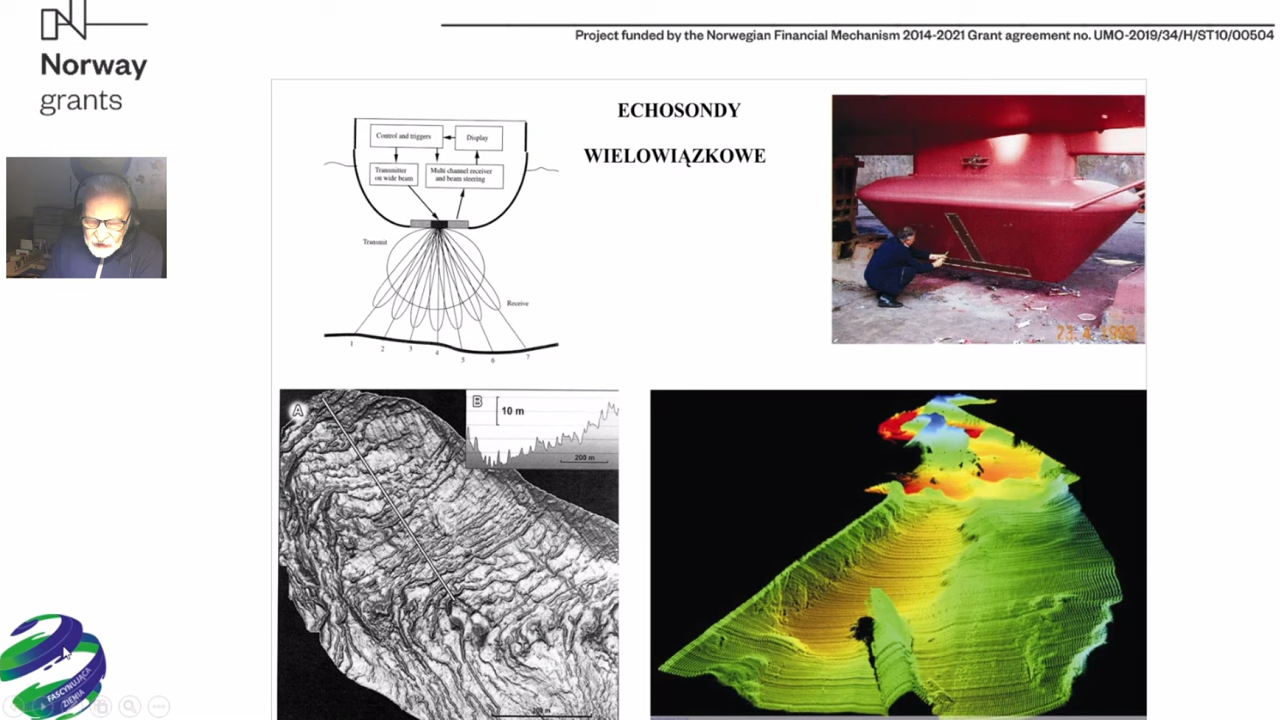 Norway
grants
Project funded by the Norwegian Financial Mechanism 2014-2021 Grant agreement no. UMO-2019/34/H/ST10/00504
ECHOSONDY
WIELOWIĄZKOWE
Control and triggers
Display
Transmitter
on wide beam
Multi channel receiver
and beam steering
Transmit
Receive
1 2 3 4 5 6 7
A
B
10 m
200 m
FASCYNUJĄCA
ZIEMIA